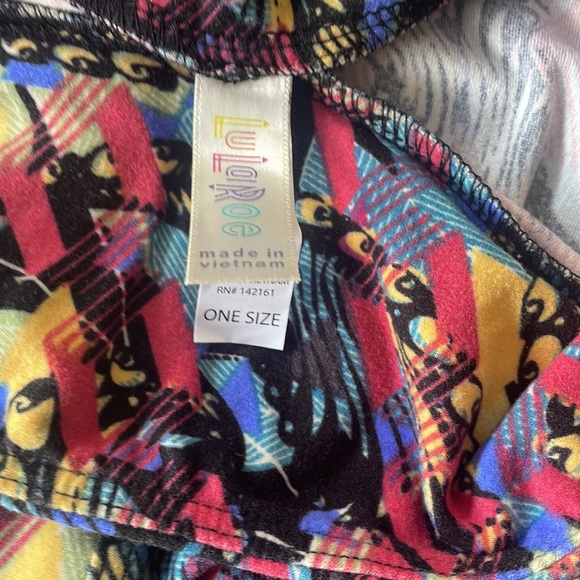 LuLaRoe
made in
vietnam
RN# 142161
ONE SIZE